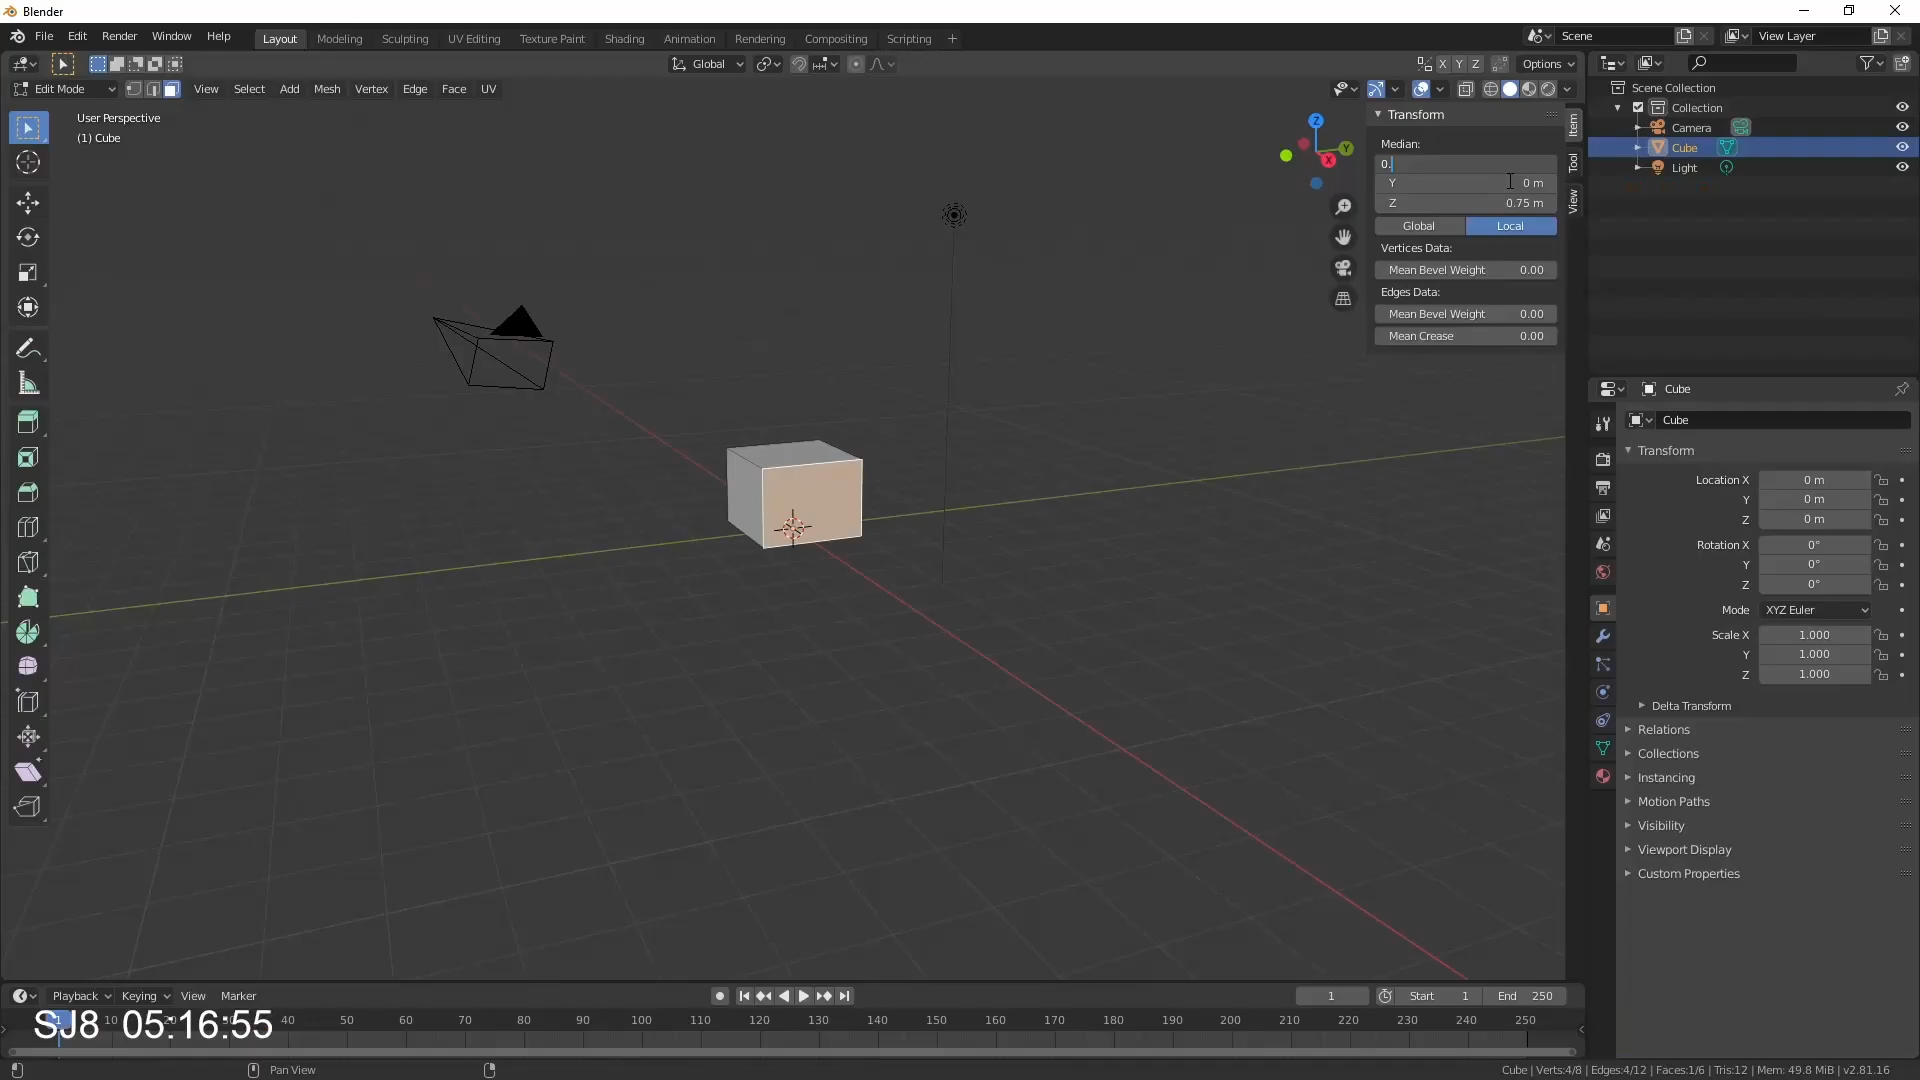 Blender
File Edit Render Window Help Layout Modeling Sculpting UV Editing Texture Paint Shading Animation Rendering Compositing Scripting + Scene View Layer
Global X Y Z Options
Edit Mode View Select Add Mesh Vertex Edge Face UV
User Perspective
(1) Cube
Z
Y
X
Transform
Median:
0.
Y 0 m
Z 0.75 m
Global Local
Vertices Data:
Mean Bevel Weight 0.00
Edges Data:
Mean Bevel Weight 0.00
Mean Crease 0.00
Item
Tool
View
Scene Collection
Collection
Camera
Cube
Light
Cube
Cube
Transform
Location X 0 m
Y 0 m
Z 0 m
Rotation X 0°
Y 0°
Z 0°
Mode XYZ Euler
Scale X 1.000
Y 1.000
Z 1.000
Delta Transform
Relations
Collections
Instancing
Motion Paths
Visibility
Viewport Display
Custom Properties
Playback Keying View Marker 1 Start 1 End 250
1 10 20 30 40 50 60 70 80 90 100 110 120 130 140 150 160 170 180 190 200 210 220 230 240 250
SJ8 05:16:55
Pan View
Cube | Verts:4/8 | Edges:4/12 | Faces:1/6 | Tris:12 | Mem: 49.8 MiB | v2.81.16